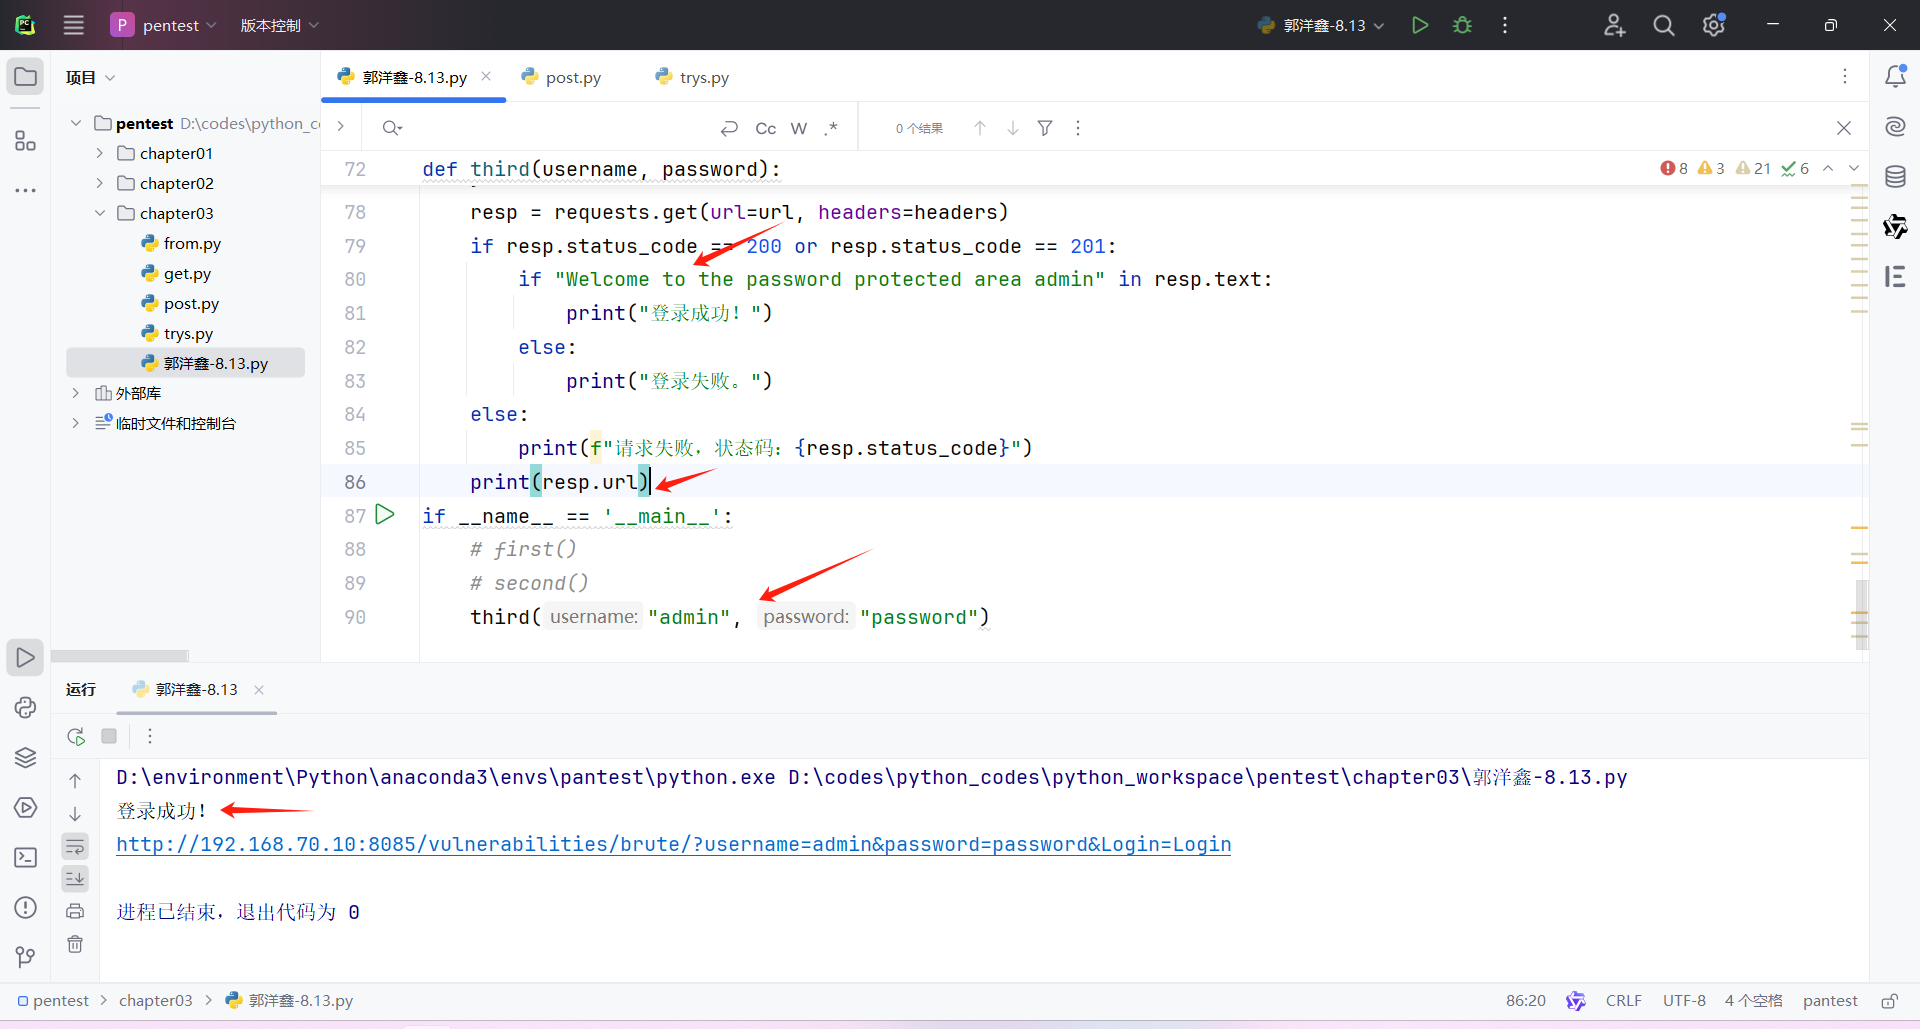 P pentest 版本控制 郭洋鑫-8.13
项目 郭洋鑫-8.13.py post.py trys.py
pentest D:\codes\python_c
Cc W .* 0 个结果
chapter01
chapter02
chapter03
from.py
get.py
post.py
trys.py
郭洋鑫-8.13.py
外部库
临时文件和控制台
72 def third(username, password): 8 3 21 6
78 resp = requests.get(url=url, headers=headers)
79 if resp.status_code == 200 or resp.status_code == 201:
80 if "Welcome to the password protected area admin" in resp.text:
81 print("登录成功！")
82 else:
83 print("登录失败。")
84 else:
85 print(f"请求失败，状态码：{resp.status_code}")
86 print(resp.url)
87 if __name__ == '__main__':
88 # first()
89 # second()
90 third( username: "admin", password: "password")
运行 郭洋鑫-8.13
D:\environment\Python\anaconda3\envs\pantest\python.exe D:\codes\python_codes\python_workspace\pentest\chapter03\郭洋鑫-8.13.py
登录成功！
http://192.168.70.10:8085/vulnerabilities/brute/?username=admin&password=password&Login=Login
进程已结束，退出代码为 0
pentest > chapter03 > 郭洋鑫-8.13.py 86:20 CRLF UTF-8 4 个空格 pantest